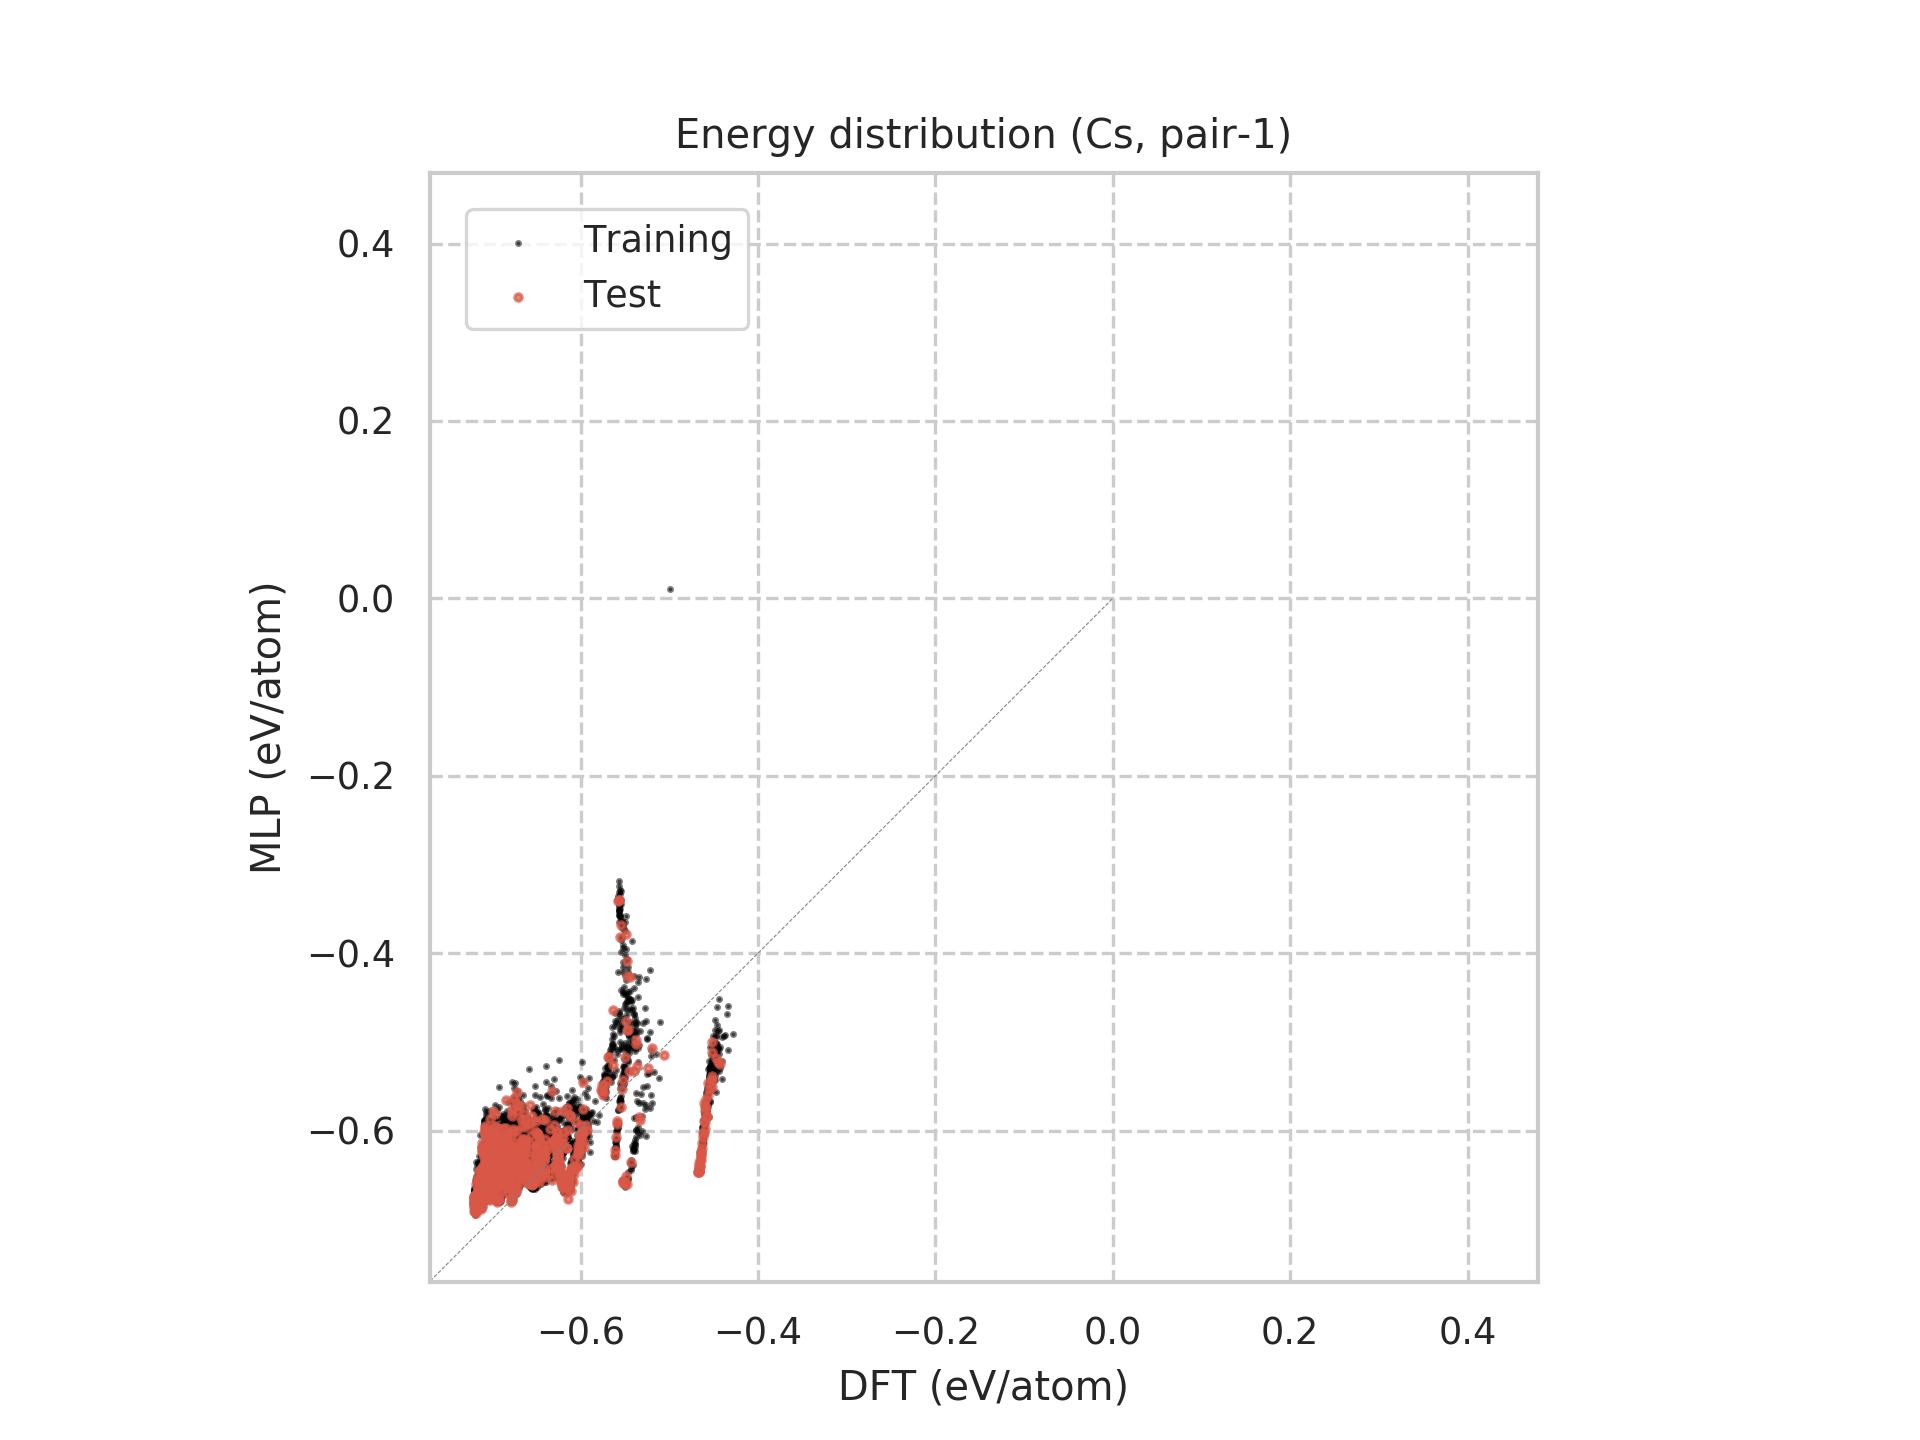 Energy distribution (Cs, pair-1)
Training
Test
0.4
0.2
0.0
−0.2
−0.4
−0.6
MLP (eV/atom)
−0.6 −0.4 −0.2 0.0 0.2 0.4
DFT (eV/atom)